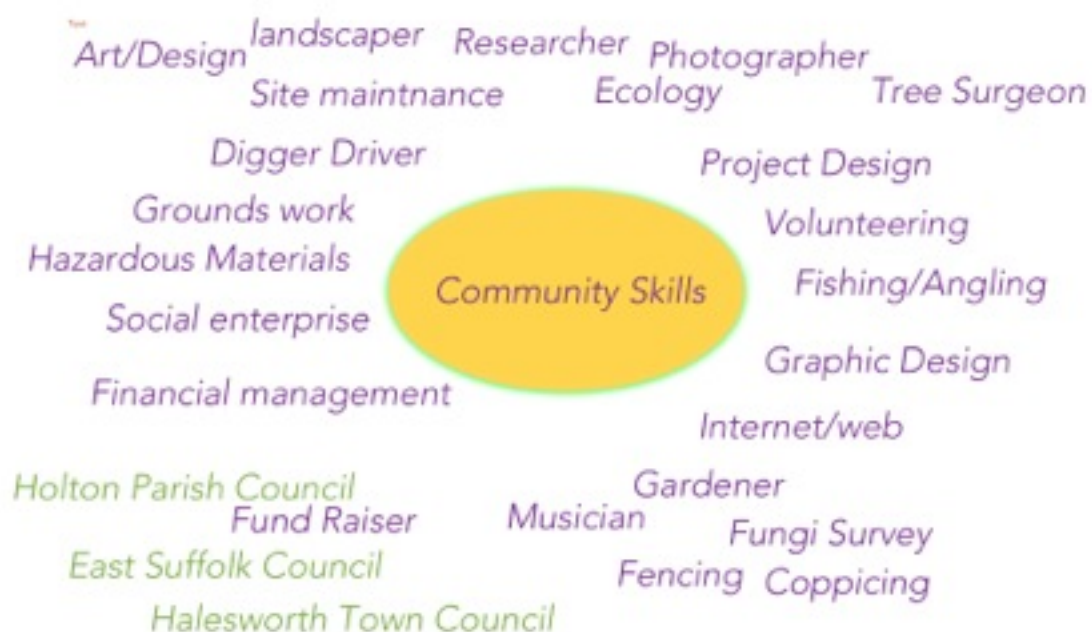 Text
Art/Design
landscaper
Researcher
Photographer
Site maintnance
Ecology
Tree Surgeon
Digger Driver
Project Design
Grounds work
Volunteering
Hazardous Materials
Fishing/Angling
Community Skills
Social enterprise
Graphic Design
Financial management
Internet/web
Holton Parish Council
Gardener
Fund Raiser
Musician
Fungi Survey
East Suffolk Council
Fencing
Coppicing
Halesworth Town Council